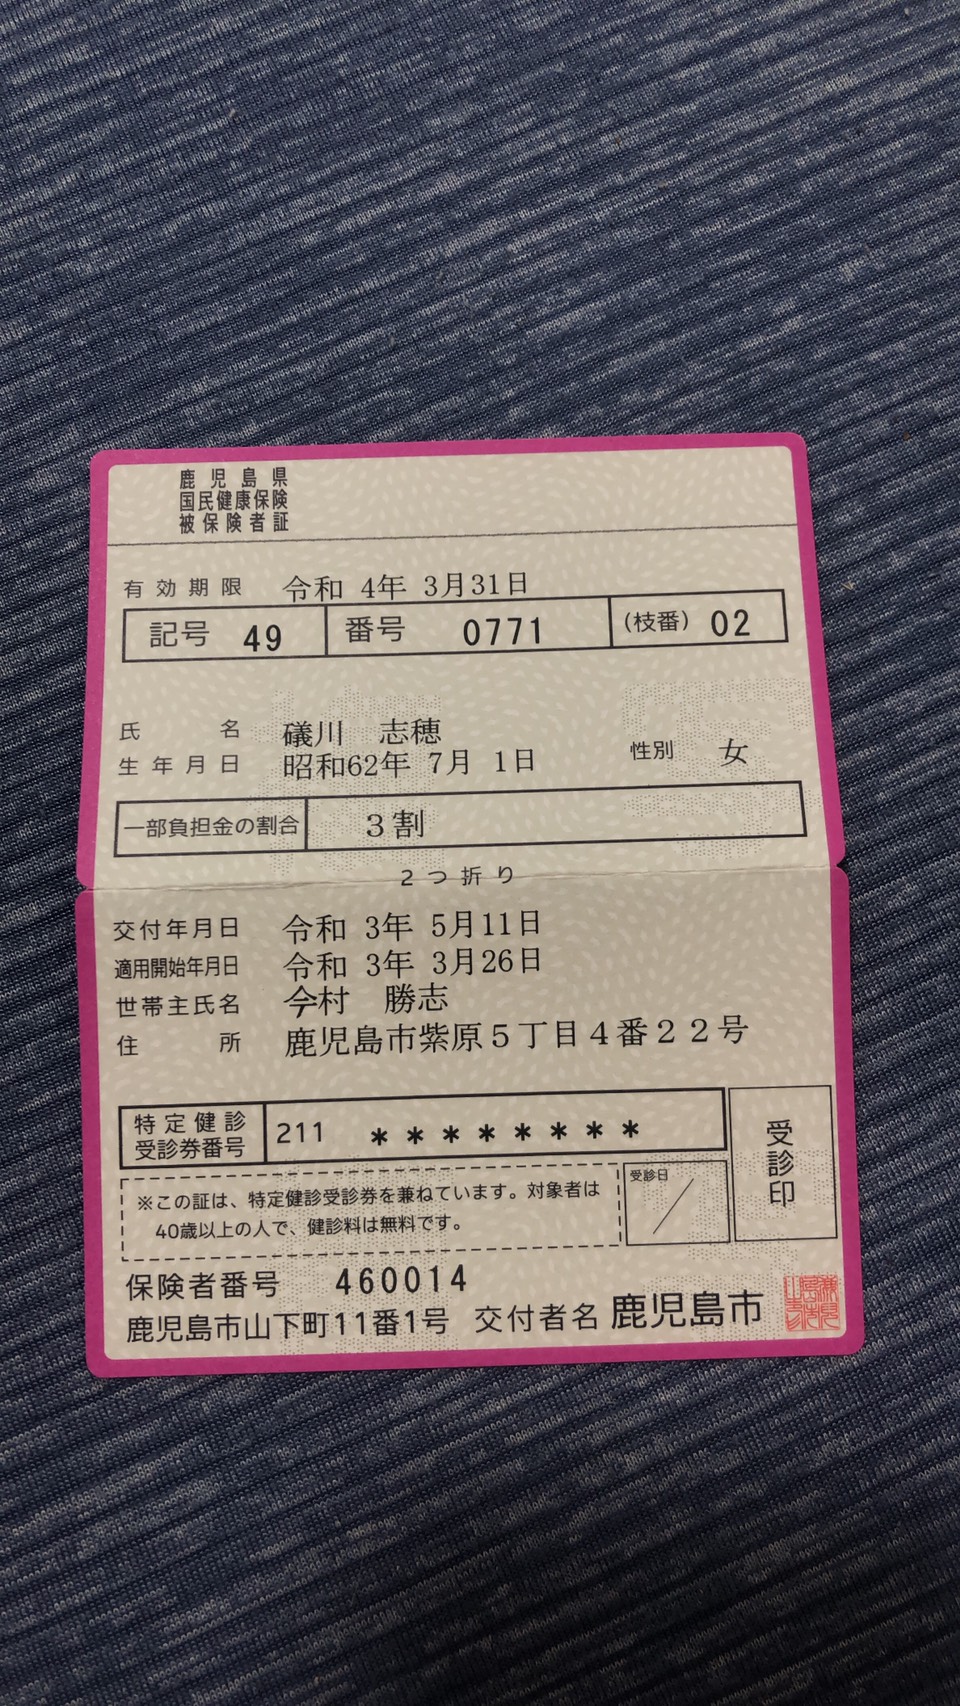 鹿児島県
国民健康保険
被保険者証
有効期限 令和 4年 3月31日
記号 49 番号 0771 (枝番) 02
氏名 礒川 志穂
生年月日 昭和62年 7月 1日 性別 女
一部負担金の割合 3割
2つ折り
交付年月日 令和 3年 5月11日
適用開始年月日 令和 3年 3月26日
世帯主氏名 今村 勝志
住所 鹿児島市紫原5丁目4番22号
特定健診
受診券番号 211 ********
受診印
※この証は、特定健診受診券を兼ねています。対象者は
40歳以上の人で、健診料は無料です。
受診日 /
保険者番号 460014
鹿児島市山下町11番1号 交付者名 鹿児島市